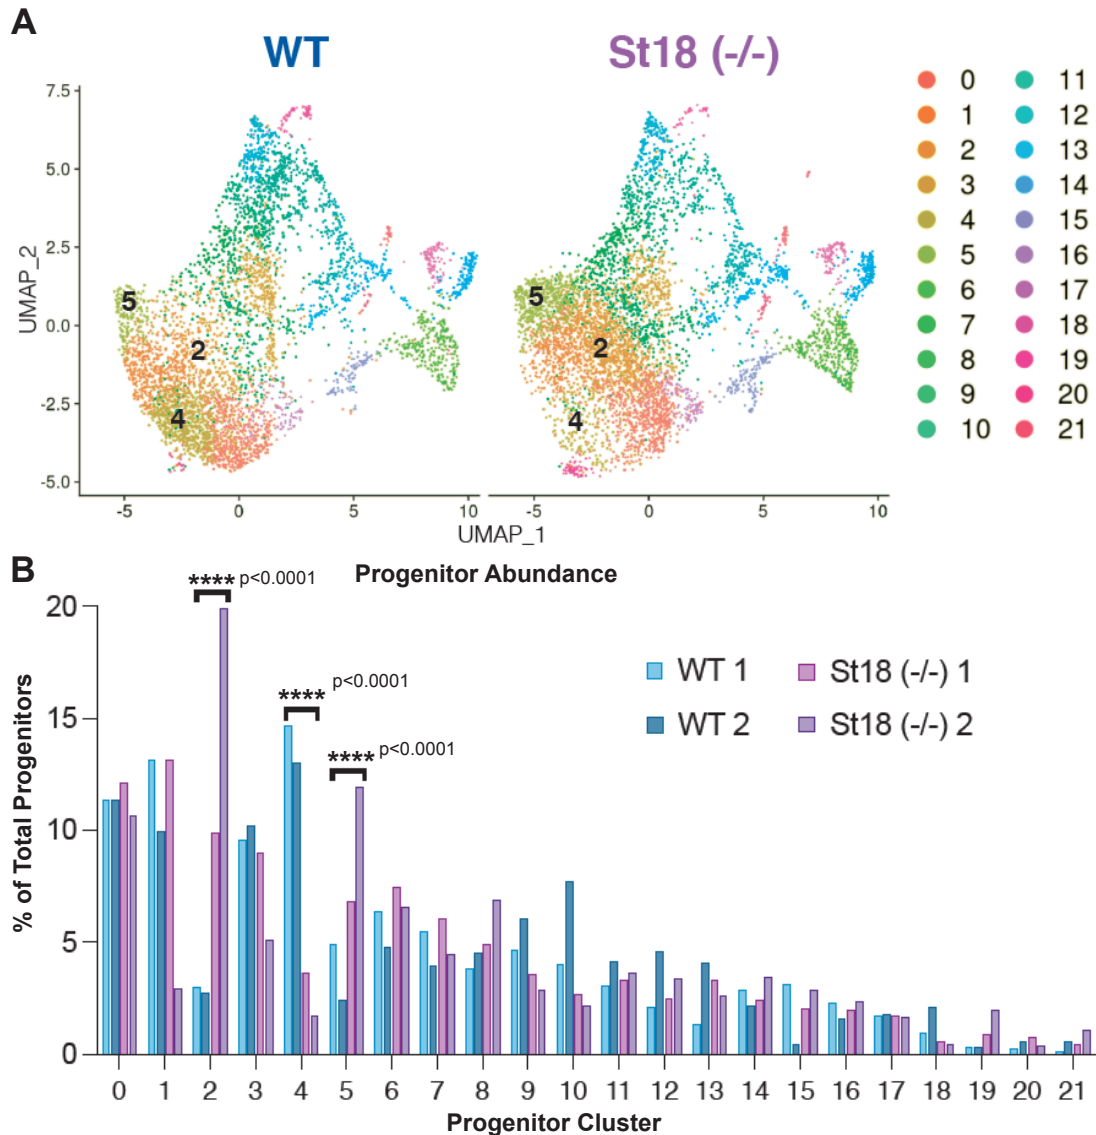 A
WT St18 (-/-)
7.5
5.0
2.5
0.0
-2.5
-5.0
UMAP_2
5
2
4
5
2
4
-5 0 5 10
-5 0 5 10
UMAP_1
0 11
1 12
2 13
3 14
4 15
5 16
6 17
7 18
8 19
9 20
10 21
B
Progenitor Abundance
**** p<0.0001
**** p<0.0001
**** p<0.0001
WT 1 St18 (-/-) 1
WT 2 St18 (-/-) 2
20
15
10
5
0
% of Total Progenitors
0 1 2 3 4 5 6 7 8 9 10 11 12 13 14 15 16 17 18 19 20 21
Progenitor Cluster